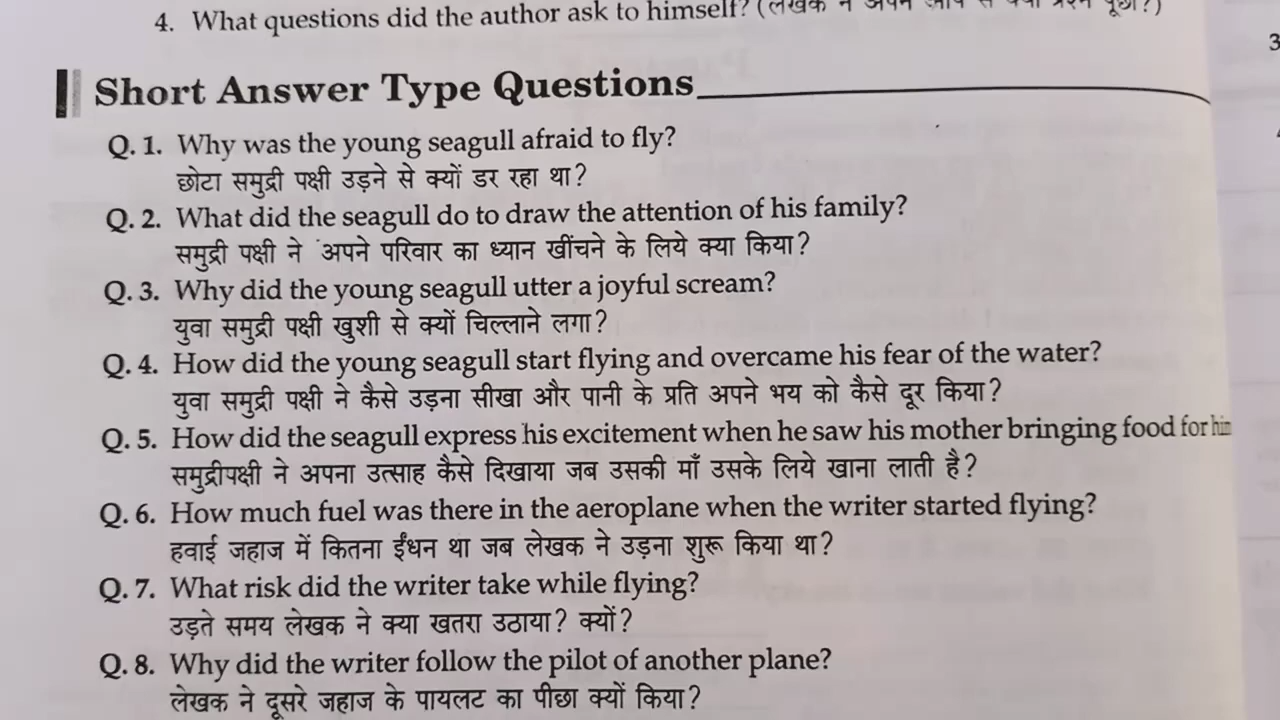 4. What questions did the author ask to himself? (लेखक ने अपने आप से क्या प्रश्न पूछा?)
3
Short Answer Type Questions
Q. 1. Why was the young seagull afraid to fly?
छोटा समुद्री पक्षी उड़ने से क्यों डर रहा था?
Q. 2. What did the seagull do to draw the attention of his family?
समुद्री पक्षी ने अपने परिवार का ध्यान खींचने के लिये क्या किया?
Q. 3. Why did the young seagull utter a joyful scream?
युवा समुद्री पक्षी खुशी से क्यों चिल्लाने लगा?
Q. 4. How did the young seagull start flying and overcame his fear of the water?
युवा समुद्री पक्षी ने कैसे उड़ना सीखा और पानी के प्रति अपने भय को कैसे दूर किया?
Q. 5. How did the seagull express his excitement when he saw his mother bringing food for him
समुद्रीपक्षी ने अपना उत्साह कैसे दिखाया जब उसकी माँ उसके लिये खाना लाती है?
Q. 6. How much fuel was there in the aeroplane when the writer started flying?
हवाई जहाज में कितना ईंधन था जब लेखक ने उड़ना शुरू किया था?
Q. 7. What risk did the writer take while flying?
उड़ते समय लेखक ने क्या खतरा उठाया? क्यों?
Q. 8. Why did the writer follow the pilot of another plane?
लेखक ने दूसरे जहाज के पायलट का पीछा क्यों किया?